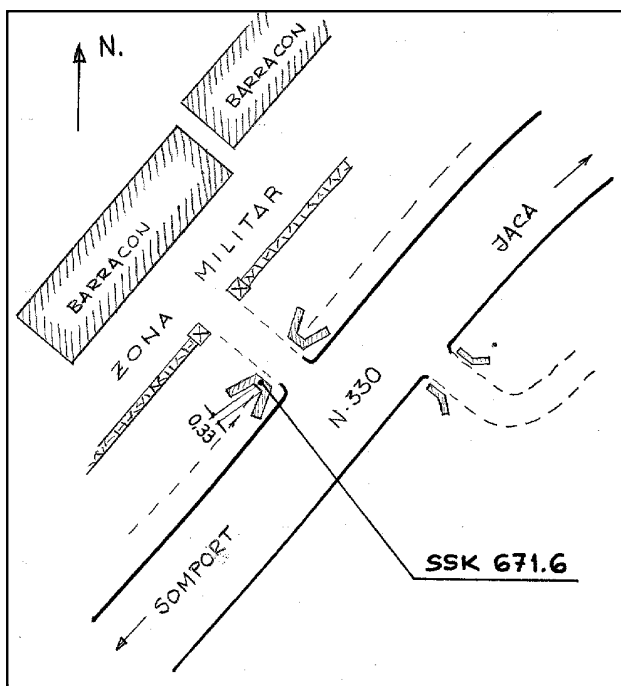 N.
BARRACON
BARRACON
ZONA MILITAR
JACA
N-330
0,33
SSK 671.6
SOMPORT